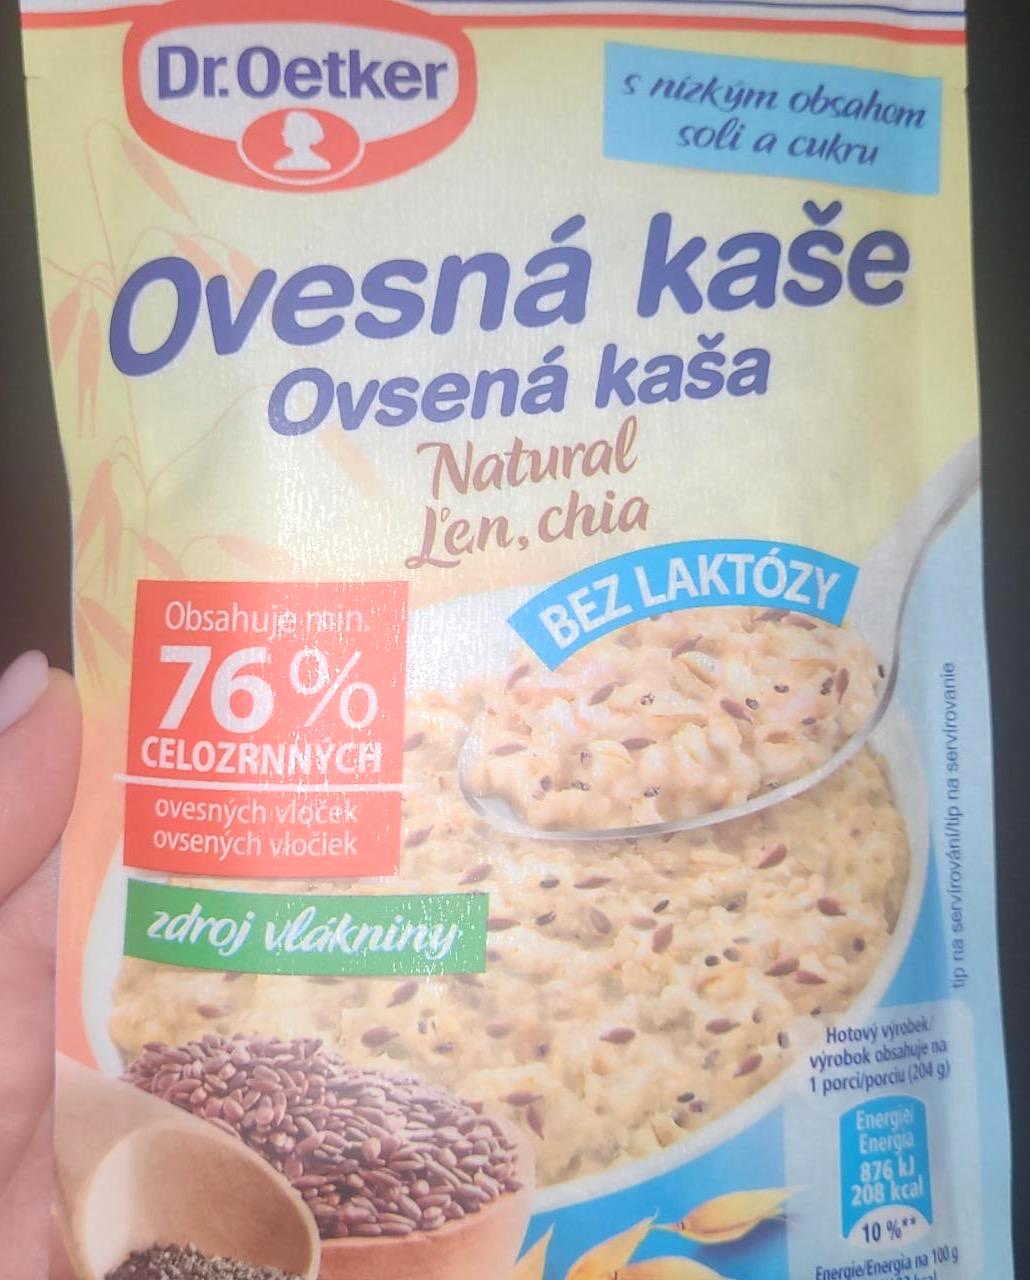 Dr. Oetker
s nízkým obsahem
soli a cukru
Ovesná kaše
Ovsená kaša
Natural
Ľen, chia
BEZ LAKTÓZY
Obsahuje min.
76 %
CELOZRNNÝCH
ovesných vloček
ovsených vločiek
zdroj vlákniny
tip na servírování/tip na servírovanie
Hotový výrobek/
výrobok obsahuje na
1 porci/porciu (204 g)
Energie/
Energia
876 kJ
208 kcal
10 %**
Energie/Energia na 100 g